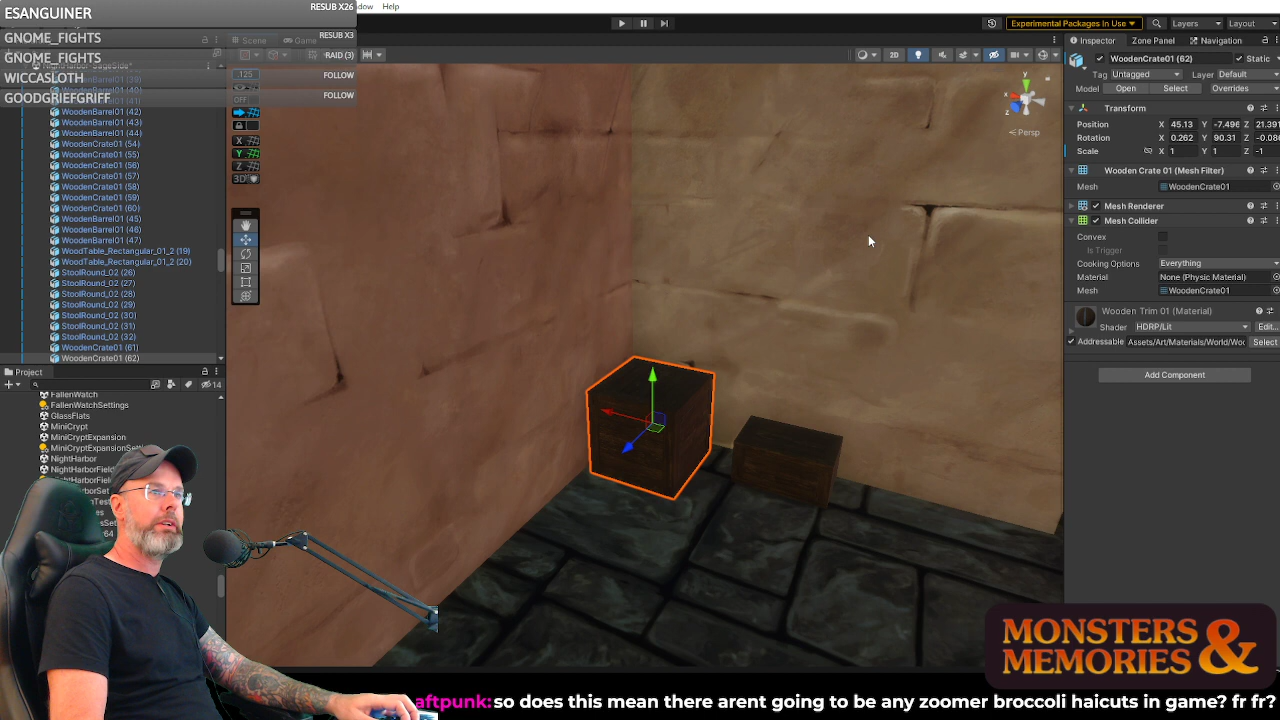 ESANGUINER
RESUB X26
GNOME_FIGHTS
RESUB X3
GNOME_FIGHTS
RAID (3)
WICCASLOTH
FOLLOW
GOODGRIEFGRIFF
FOLLOW
Help
Experimental Packages In Use
Layers
Layout
Scene
Game
.125
OFF
2D
X
Y
Z
3D
Persp
WoodenBarrel01 (42)
WoodenBarrel01 (43)
WoodenBarrel01 (44)
WoodenCrate01 (54)
WoodenCrate01 (55)
WoodenCrate01 (56)
WoodenCrate01 (57)
WoodenCrate01 (58)
WoodenCrate01 (59)
WoodenCrate01 (60)
WoodenBarrel01 (45)
WoodenBarrel01 (46)
WoodenBarrel01 (47)
WoodTable_Rectangular_01_2 (19)
WoodTable_Rectangular_01_2 (20)
StoolRound_02 (26)
StoolRound_02 (27)
StoolRound_02 (28)
StoolRound_02 (29)
StoolRound_02 (30)
StoolRound_02 (31)
StoolRound_02 (32)
WoodenCrate01 (61)
WoodenCrate01 (62)
Project
14
FallenWatch
FallenWatchSettings
GlassFlats
MiniCrypt
MiniCryptExpansion
NightHarbor
Inspector
Zone Panel
Navigation
WoodenCrate01 (62)
Static
Tag Untagged
Layer Default
Model Open Select Overrides
Transform
Position X 45.13 Y -7.496 Z 21.391
Rotation X 0.262 Y 90.31 Z
Scale X 1 Y 1 Z -1
Wooden Crate 01 (Mesh Filter)
Mesh WoodenCrate01
Mesh Renderer
Mesh Collider
Convex
Is Trigger
Cooking Options Everything
Material None (Physic Material)
Mesh WoodenCrate01
Wooden Trim 01 (Material)
Shader HDRP/Lit Edit...
Addressable Assets/Art/Materials/World/Woo Select
Add Component
MONSTERS & MEMORIES
aftpunk: so does this mean there arent going to be any zoomer broccoli haircuts in game? fr fr?